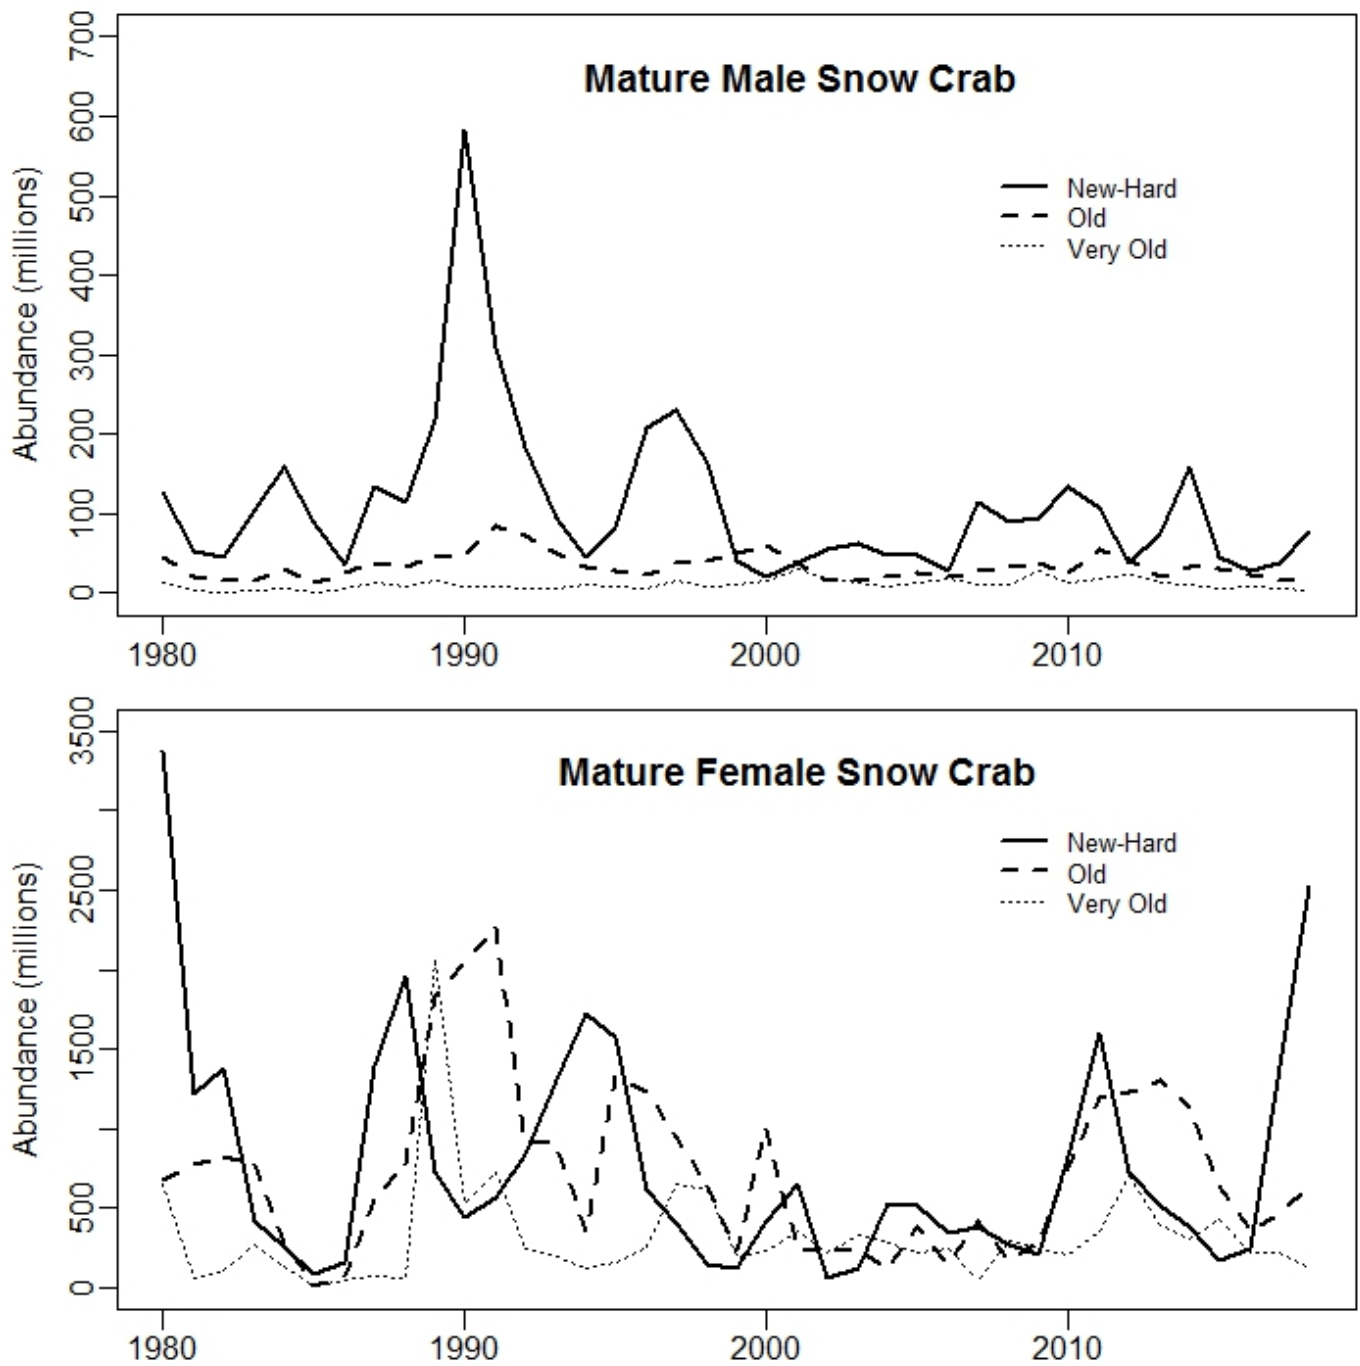 Mature Male Snow Crab
Abundance (millions)
700
600
500
400
300
200
100
0
New-Hard
Old
Very Old
1980 1990 2000 2010
Mature Female Snow Crab
Abundance (millions)
3500
2500
1500
500
0
New-Hard
Old
Very Old
1980 1990 2000 2010